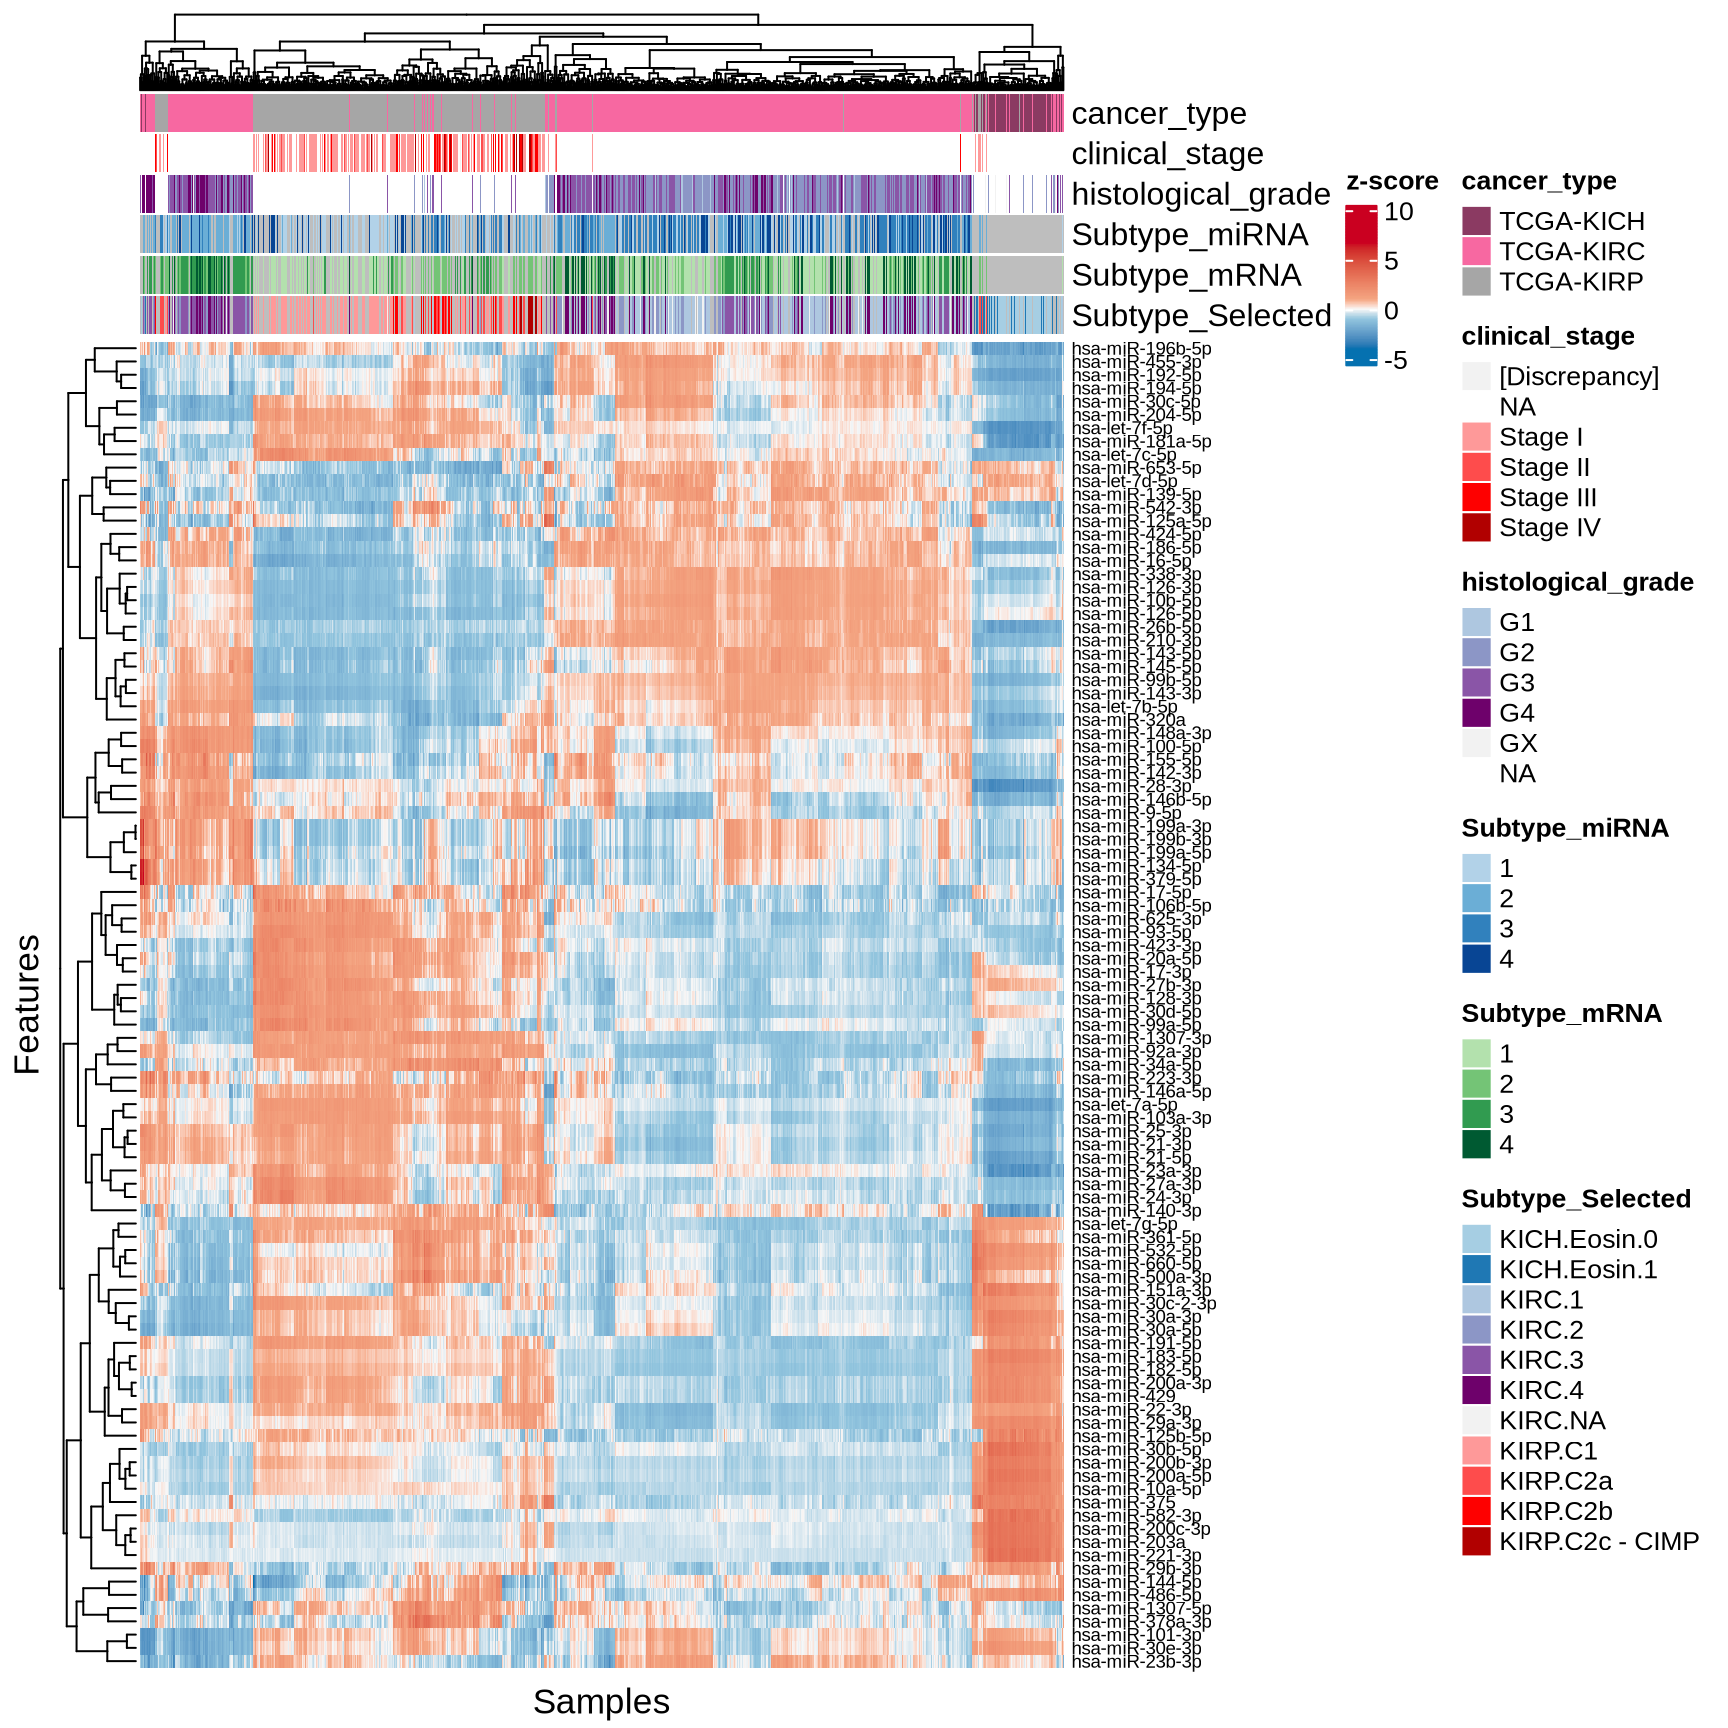 cancer_type
clinical_stage
histological_grade
Subtype_miRNA
Subtype_mRNA
Subtype_Selected
hsa-miR-196b-5p
hsa-miR-455-3p
hsa-miR-192-5p
hsa-miR-194-5p
hsa-miR-30c-5p
hsa-miR-204-5p
hsa-let-7f-5p
hsa-miR-181a-5p
hsa-let-7c-5p
hsa-miR-653-5p
hsa-let-7d-5p
hsa-miR-139-5p
hsa-miR-542-3p
hsa-miR-125a-5p
hsa-miR-424-5p
hsa-miR-186-5p
hsa-miR-16-5p
hsa-miR-338-3p
hsa-miR-126-3p
hsa-miR-10b-5p
hsa-miR-126-5p
hsa-miR-26b-5p
hsa-miR-210-3p
hsa-miR-143-5p
hsa-miR-145-5p
hsa-miR-99b-5p
hsa-miR-143-3p
hsa-let-7b-5p
hsa-miR-320a
hsa-miR-148a-3p
hsa-miR-100-5p
hsa-miR-155-5p
hsa-miR-142-3p
hsa-miR-28-3p
hsa-miR-146b-5p
hsa-miR-9-5p
hsa-miR-199a-3p
hsa-miR-199b-3p
hsa-miR-199a-5p
hsa-miR-134-5p
hsa-miR-379-5p
hsa-miR-17-5p
hsa-miR-106b-5p
hsa-miR-625-3p
hsa-miR-93-5p
hsa-miR-423-3p
hsa-miR-20a-5p
hsa-miR-17-3p
hsa-miR-27b-3p
hsa-miR-128-3p
hsa-miR-30d-5p
hsa-miR-99a-5p
hsa-miR-1307-3p
hsa-miR-92a-3p
hsa-miR-34a-5p
hsa-miR-223-3p
hsa-miR-146a-5p
hsa-let-7a-5p
hsa-miR-103a-3p
hsa-miR-25-3p
hsa-miR-21-3p
hsa-miR-21-5p
hsa-miR-23a-3p
hsa-miR-27a-3p
hsa-miR-24-3p
hsa-miR-140-3p
hsa-let-7g-5p
hsa-miR-361-5p
hsa-miR-532-5p
hsa-miR-660-5p
hsa-miR-500a-3p
hsa-miR-151a-3p
hsa-miR-30c-2-3p
hsa-miR-30a-3p
hsa-miR-30a-5p
hsa-miR-191-5p
hsa-miR-183-5p
hsa-miR-182-5p
hsa-miR-200a-3p
hsa-miR-429
hsa-miR-22-3p
hsa-miR-29a-3p
hsa-miR-125b-5p
hsa-miR-30b-5p
hsa-miR-200b-3p
hsa-miR-200a-5p
hsa-miR-10a-5p
hsa-miR-375
hsa-miR-582-3p
hsa-miR-200c-3p
hsa-miR-203a
hsa-miR-221-3p
hsa-miR-29b-3p
hsa-miR-144-5p
hsa-miR-486-5p
hsa-miR-1307-5p
hsa-miR-378a-3p
hsa-miR-101-3p
hsa-miR-30e-3p
hsa-miR-23b-3p
Features
Samples
z-score
10
5
0
-5
cancer_type
TCGA-KICH
TCGA-KIRC
TCGA-KIRP
clinical_stage
[Discrepancy]
NA
Stage I
Stage II
Stage III
Stage IV
histological_grade
G1
G2
G3
G4
GX
NA
Subtype_miRNA
1
2
3
4
Subtype_mRNA
1
2
3
4
Subtype_Selected
KICH.Eosin.0
KICH.Eosin.1
KIRC.1
KIRC.2
KIRC.3
KIRC.4
KIRC.NA
KIRP.C1
KIRP.C2a
KIRP.C2b
KIRP.C2c - CIMP